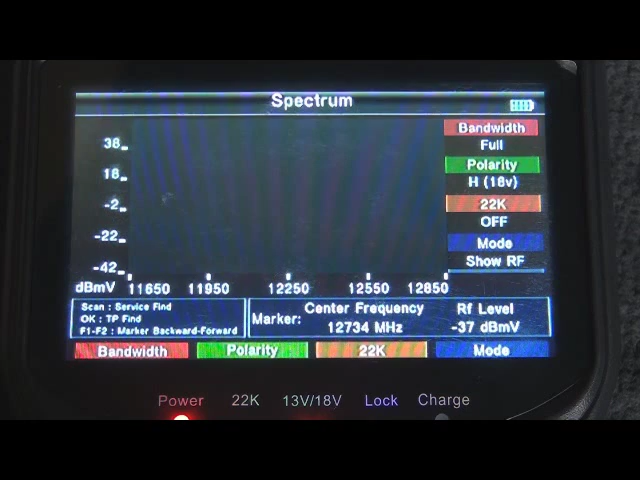 Spectrum
38
18
-2
-22
-42
dBmV
11650 11950 12250 12550 12850
Bandwidth
Full
Polarity
H (18v)
22K
OFF
Mode
Show RF
Scan : Service Find
OK : TP Find
F1-F2 : Marker Backward-Forward
Marker:
Center Frequency
12734 MHz
Rf Level
-37 dBmV
Bandwidth Polarity 22K Mode
Power 22K 13V/18V Lock Charge